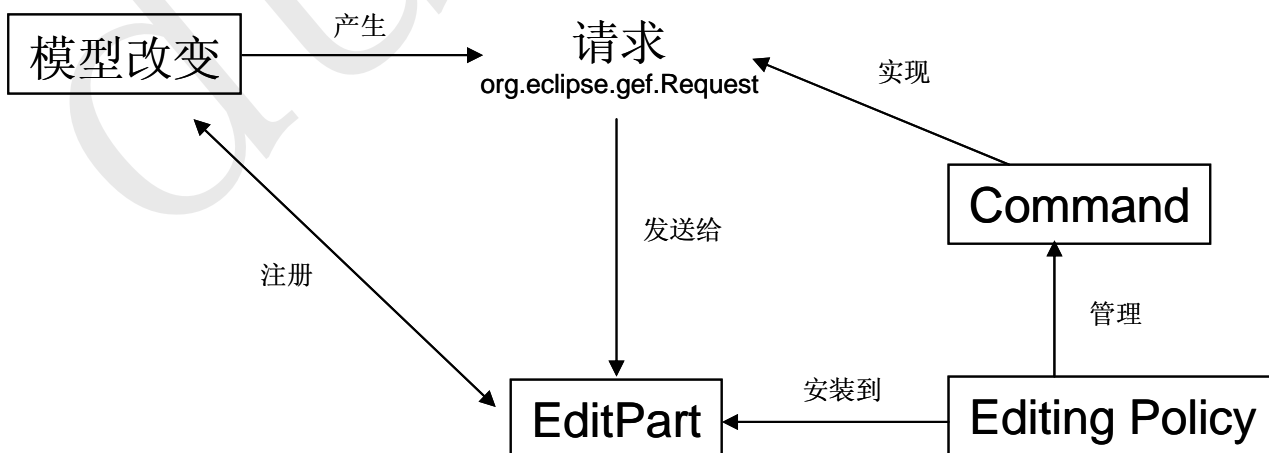 产生
模型改变
请求
org.eclipse.gef.Request
实现
Command
发送给
注册
管理
安装到
EditPart
Editing Policy